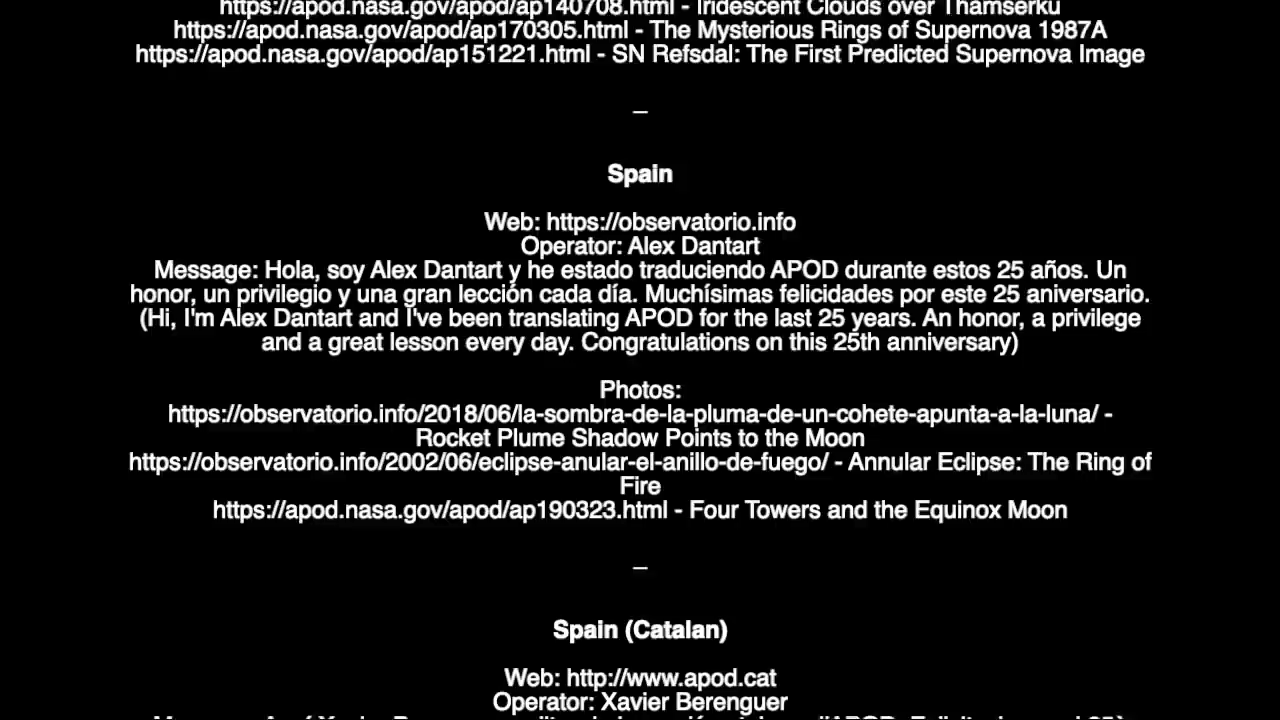 https://apod.nasa.gov/apod/ap140708.html - Iridescent Clouds over Thamserku
https://apod.nasa.gov/apod/ap170305.html - The Mysterious Rings of Supernova 1987A
https://apod.nasa.gov/apod/ap151221.html - SN Refsdal: The First Predicted Supernova Image
–
Spain
Web: https://observatorio.info
Operator: Alex Dantart
Message: Hola, soy Alex Dantart y he estado traduciendo APOD durante estos 25 años. Un
honor, un privilegio y una gran lección cada día. Muchísimas felicidades por este 25 aniversario.
(Hi, I'm Alex Dantart and I've been translating APOD for the last 25 years. An honor, a privilege
and a great lesson every day. Congratulations on this 25th anniversary)
Photos:
https://observatorio.info/2018/06/la-sombra-de-la-pluma-de-un-cohete-apunta-a-la-luna/ -
Rocket Plume Shadow Points to the Moon
https://observatorio.info/2002/06/eclipse-anular-el-anillo-de-fuego/ - Annular Eclipse: The Ring of
Fire
https://apod.nasa.gov/apod/ap190323.html - Four Towers and the Equinox Moon
–
Spain (Catalan)
Web: http://www.apod.cat
Operator: Xavier Berenguer